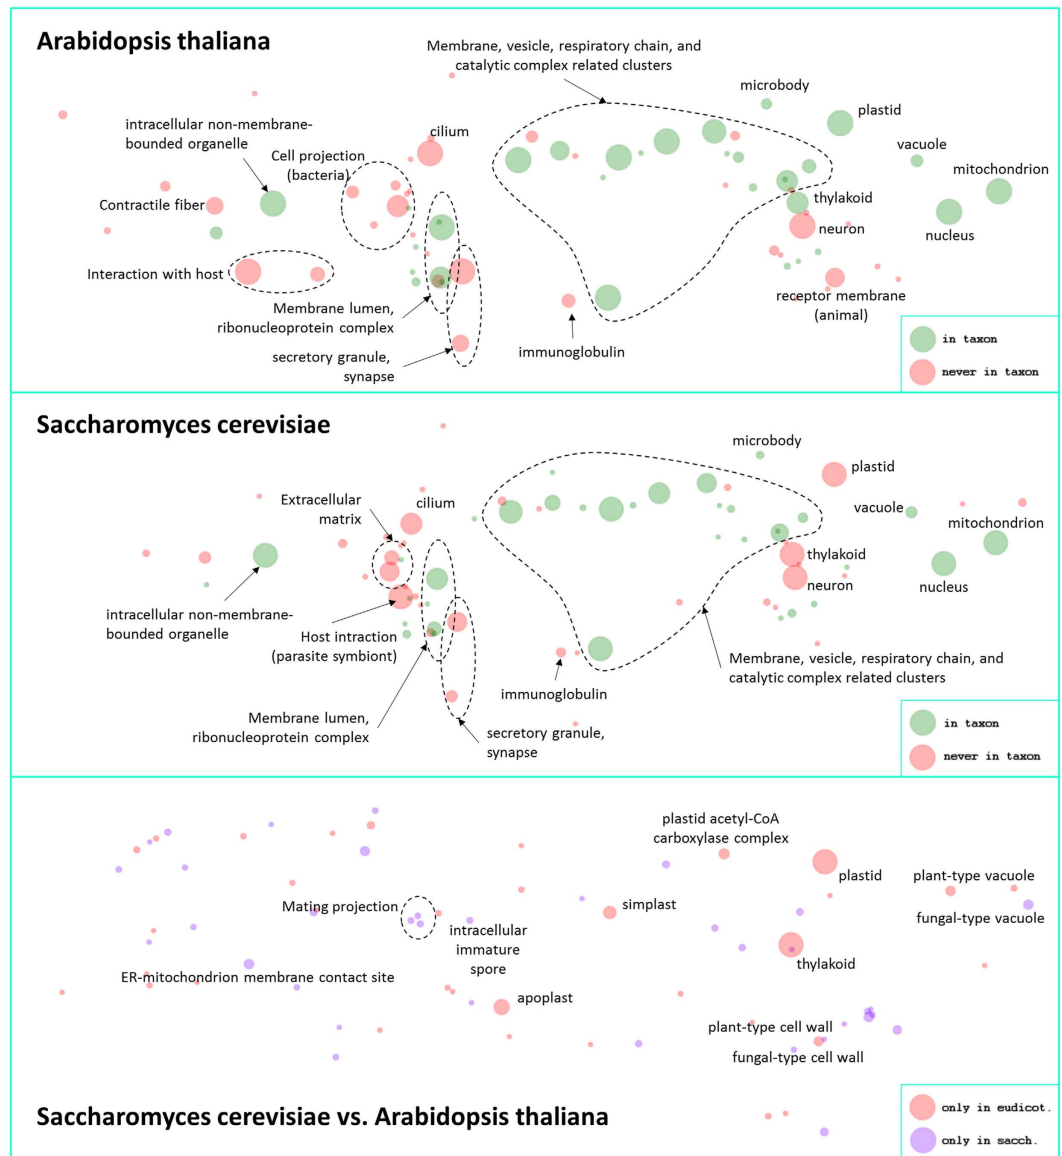 Arabidopsis thaliana
Membrane, vesicle, respiratory chain, and
catalytic complex related clusters
microbody
plastid
intracellular non-membrane-
bounded organelle
cilium
Cell projection
(bacteria)
vacuole
mitochondrion
Contractile fiber
thylakoid
neuron
nucleus
Interaction with host
receptor membrane
(animal)
Membrane lumen,
ribonucleoprotein complex
immunoglobulin
secretory granule,
synapse
in taxon
never in taxon
Saccharomyces cerevisiae
microbody
plastid
Extracellular
matrix
cilium
vacuole
mitochondrion
thylakoid
neuron
nucleus
intracellular non-membrane-
bounded organelle
Host intraction
(parasite symbiont)
Membrane, vesicle, respiratory chain, and
catalytic complex related clusters
immunoglobulin
Membrane lumen,
ribonucleoprotein complex
secretory granule,
synapse
in taxon
never in taxon
plastid acetyl-CoA
carboxylase complex
plastid
plant-type vacuole
Mating projection
simplast
fungal-type vacuole
intracellular
immature
spore
thylakoid
ER-mitochondrion membrane contact site
apoplast
plant-type cell wall
fungal-type cell wall
Saccharomyces cerevisiae vs. Arabidopsis thaliana
only in eudicot.
only in sacch.